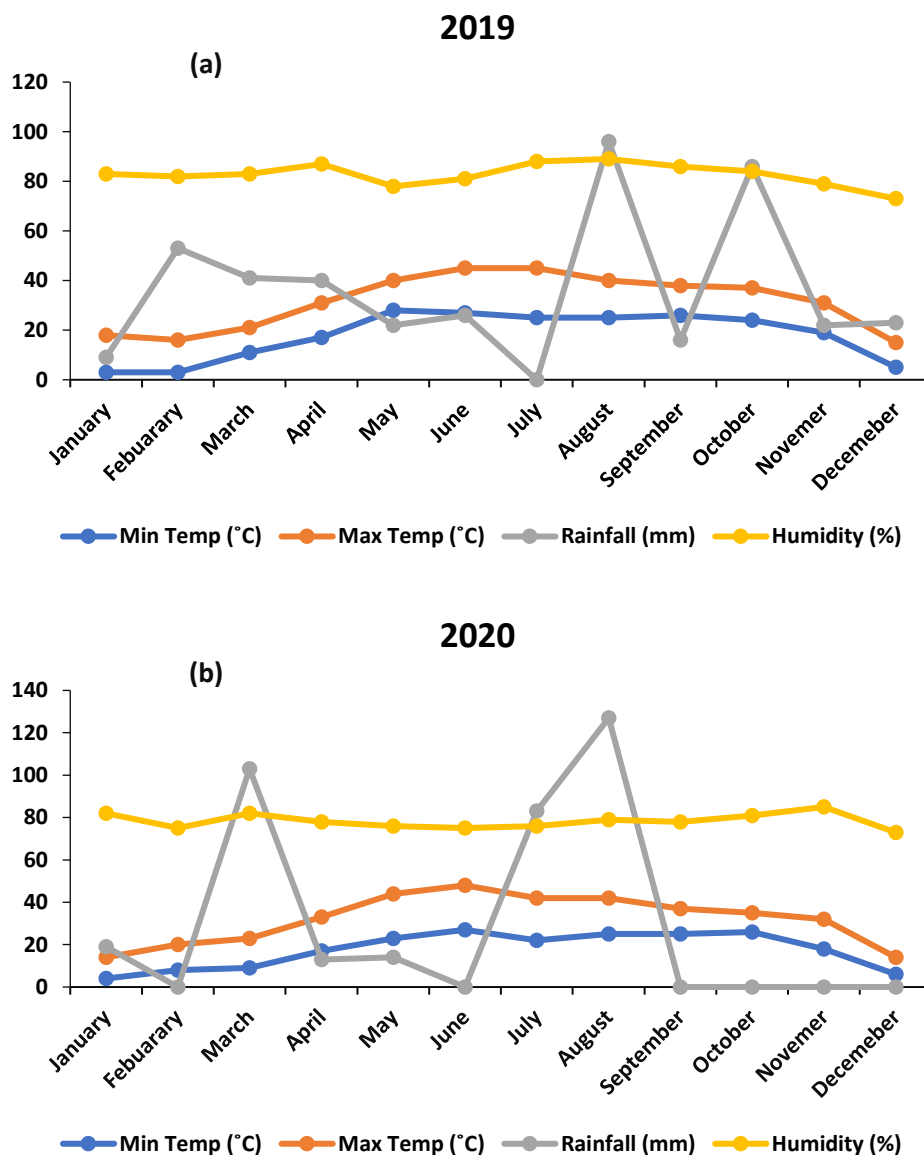 2019
(a)
120
100
80
60
40
20
0
January
Febuarary
March
April
May
June
July
August
September
October
Novemer
Decemeber
Min Temp (˚C) Max Temp (˚C) Rainfall (mm) Humidity (%)
2020
(b)
140
120
100
80
60
40
20
0
January
Febuarary
March
April
May
June
July
August
September
October
Novemer
Decemeber
Min Temp (˚C) Max Temp (˚C) Rainfall (mm) Humidity (%)